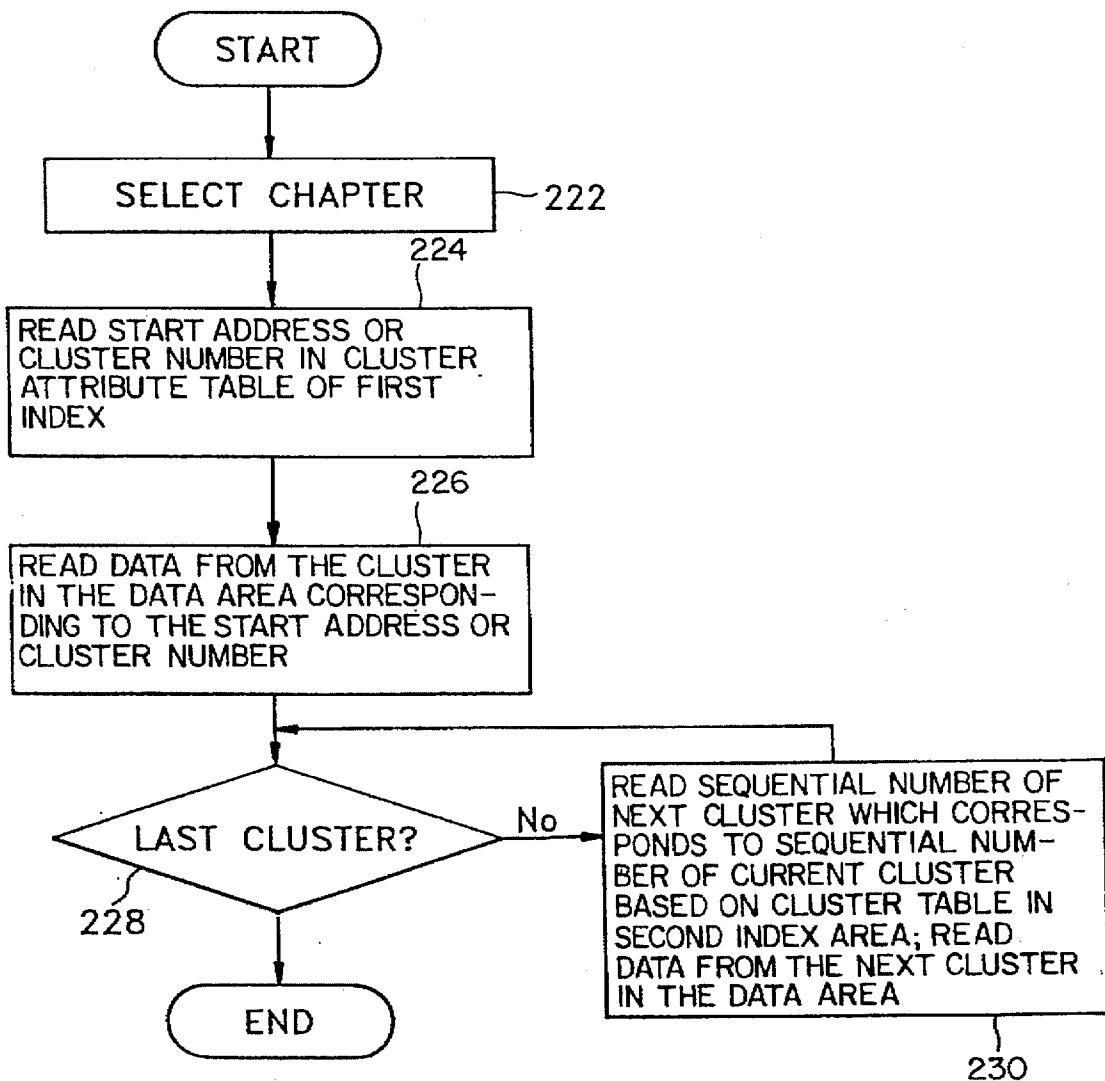 START
SELECT CHAPTER
222
224
READ START ADDRESS OR
CLUSTER NUMBER IN CLUSTER
ATTRIBUTE TABLE OF FIRST
INDEX
226
READ DATA FROM THE CLUSTER
IN THE DATA AREA CORRESPON-
DING TO THE START ADDRESS OR
CLUSTER NUMBER
LAST CLUSTER?
228
No
READ SEQUENTIAL NUMBER OF
NEXT CLUSTER WHICH CORRES-
PONDS TO SEQUENTIAL NUM-
BER OF CURRENT CLUSTER
BASED ON CLUSTER TABLE IN
SECOND INDEX AREA; READ
DATA FROM THE NEXT CLUSTER
IN THE DATA AREA
230
END